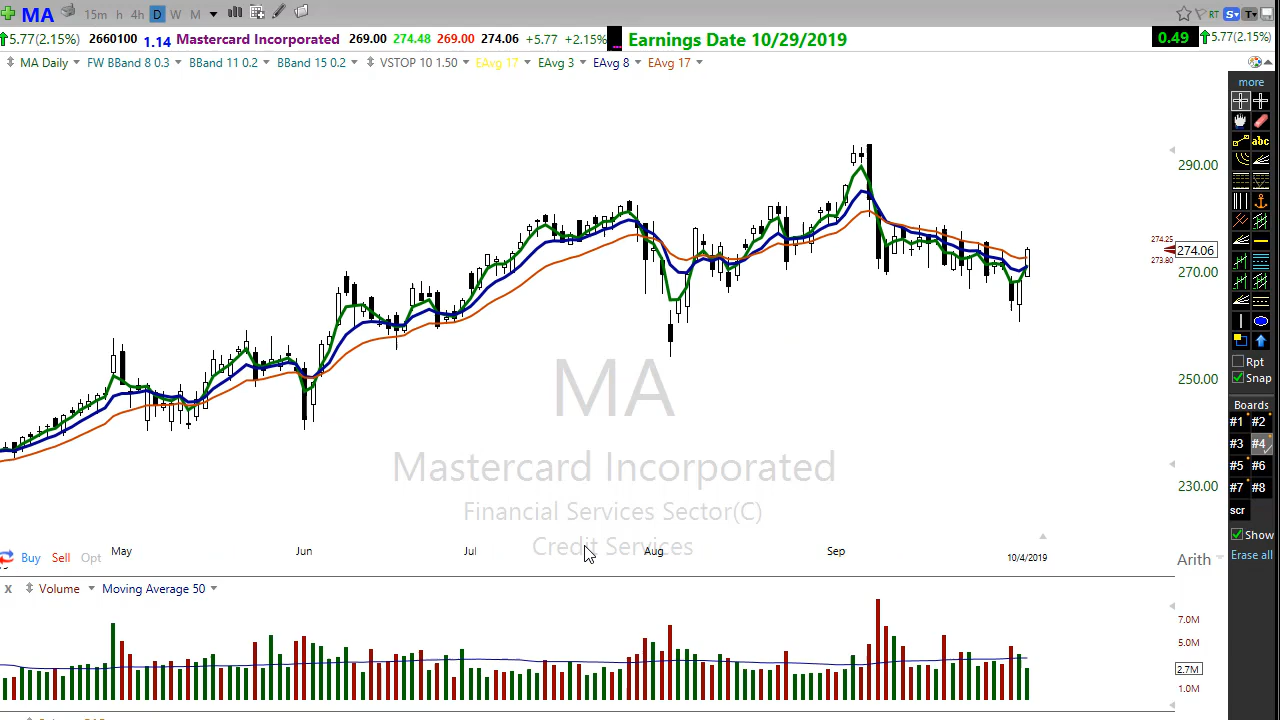 MA 15m h 4h D W M RT S T
5.77(2.15%) 2660100 1.14 Mastercard Incorporated 269.00 274.48 269.00 274.06 +5.77 +2.15% Earnings Date 10/29/2019 0.49 5.77(2.15%)
MA Daily FW BBand 8 0.3 BBand 11 0.2 BBand 15 0.2 VSTOP 10 1.50 EAvg 17 EAvg 3 EAvg 8 EAvg 17
more
abc
290.00
274.25
274.06
273.80
270.00
MA
Rpt
Snap
250.00
Boards
#1 #2
#3 #4
Mastercard Incorporated
#5 #6
230.00
#7 #8
Financial Services Sector(C)
scr
Credit Services
Show
May Jun Jul Aug Sep 10/4/2019
Buy Sell Opt
Arith
Erase all
X Volume Moving Average 50
7.0M
5.0M
2.7M
1.0M